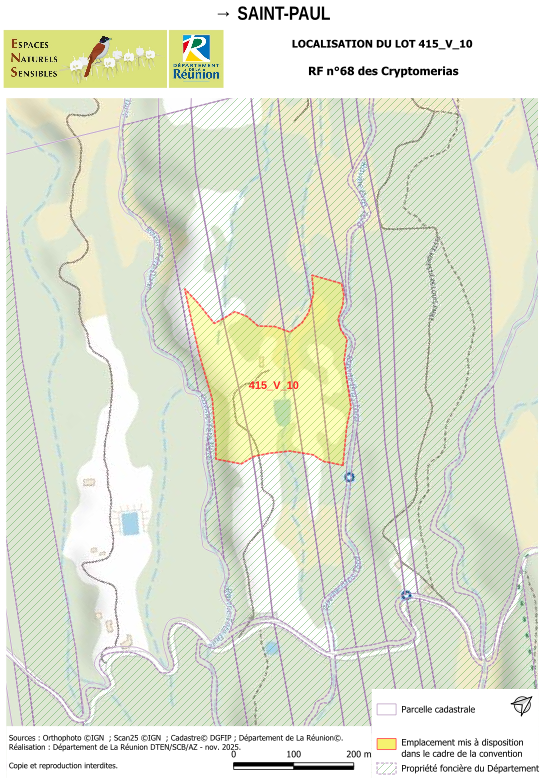 → SAINT-PAUL
ESPACES
NATURELS
SENSIBLES
DÉPARTEMENT
DE LA
Réunion
LOCALISATION DU LOT 415_V_10
RF n°68 des Cryptomerias
415_V_10
Parcelle cadastrale
Emplacement mis à disposition
dans le cadre de la convention
Propriété foncière du Département
Sources : Orthophoto ©IGN ; Scan25 ©IGN ; Cadastre© DGFIP ; Département de La Réunion©.
Réalisation : Département de La Réunion DTEN/SCB/AZ - nov. 2025.
Copie et reproduction interdites.
0 100 200 m